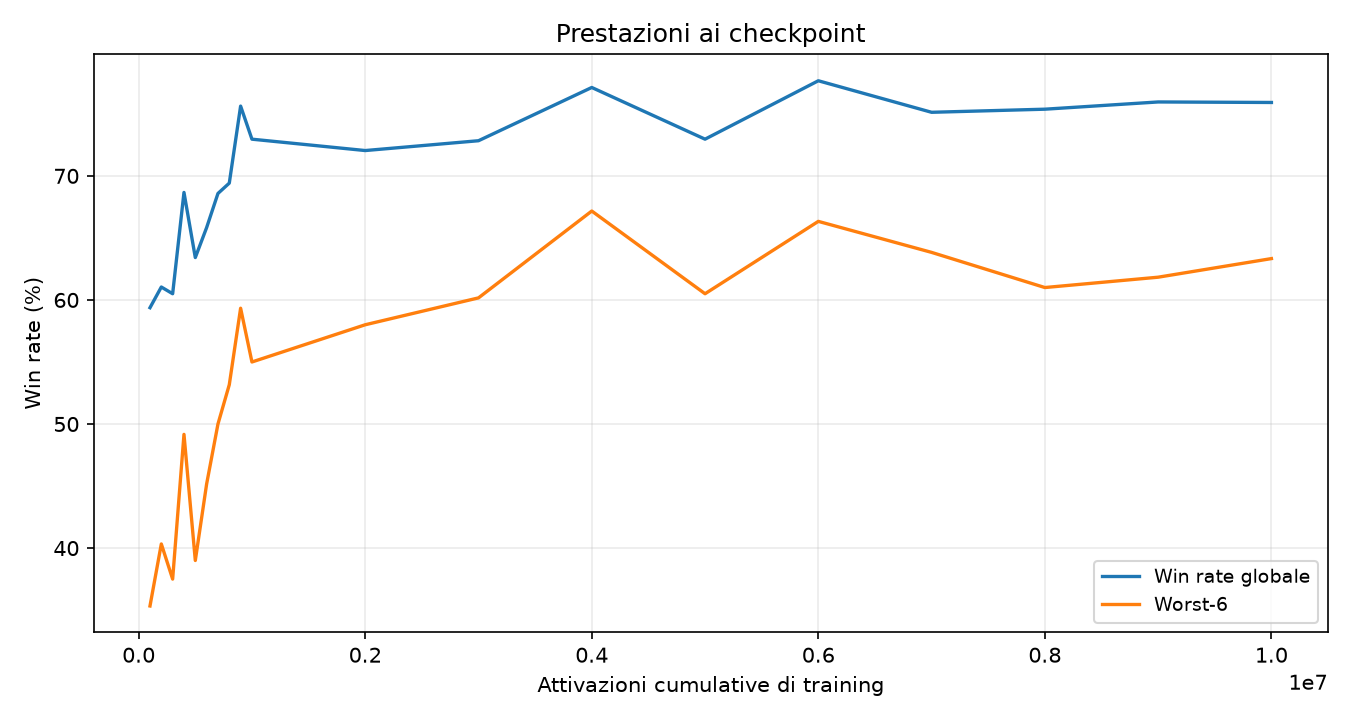 Prestazioni ai checkpoint
Win rate (%)
70
60
50
40
Win rate globale
Worst-6
0.0 0.2 0.4 0.6 0.8 1.0
1e7
Attivazioni cumulative di training